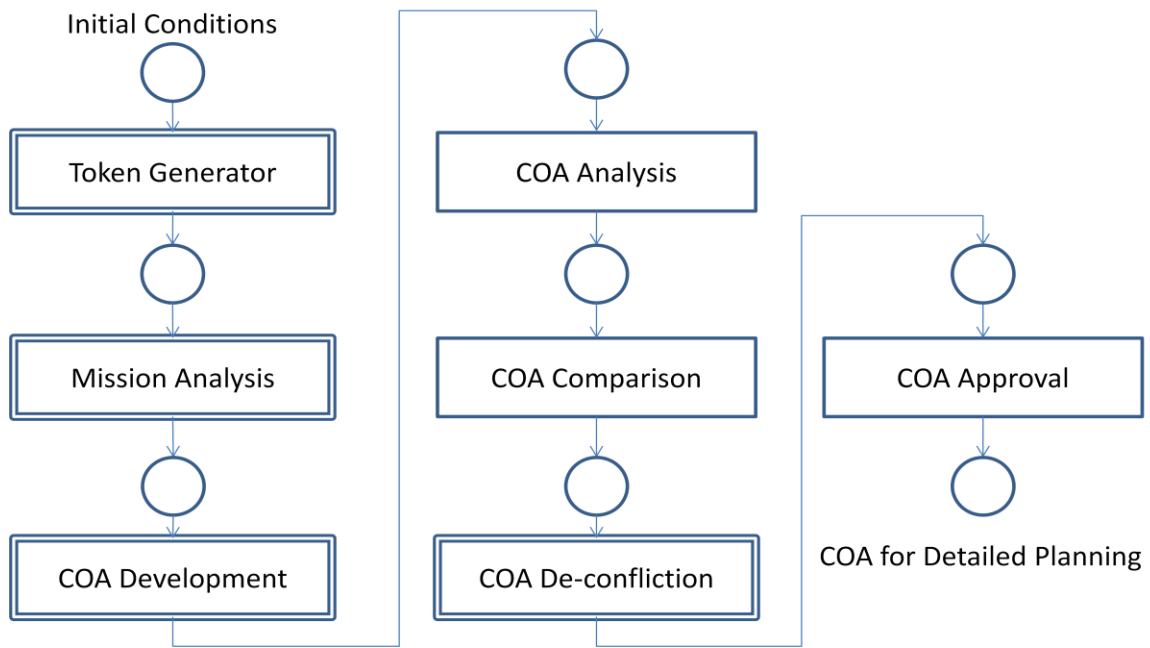 Initial Conditions
Token Generator
Mission Analysis
COA Development
COA Analysis
COA Comparison
COA De-confliction
COA Approval
COA for Detailed Planning